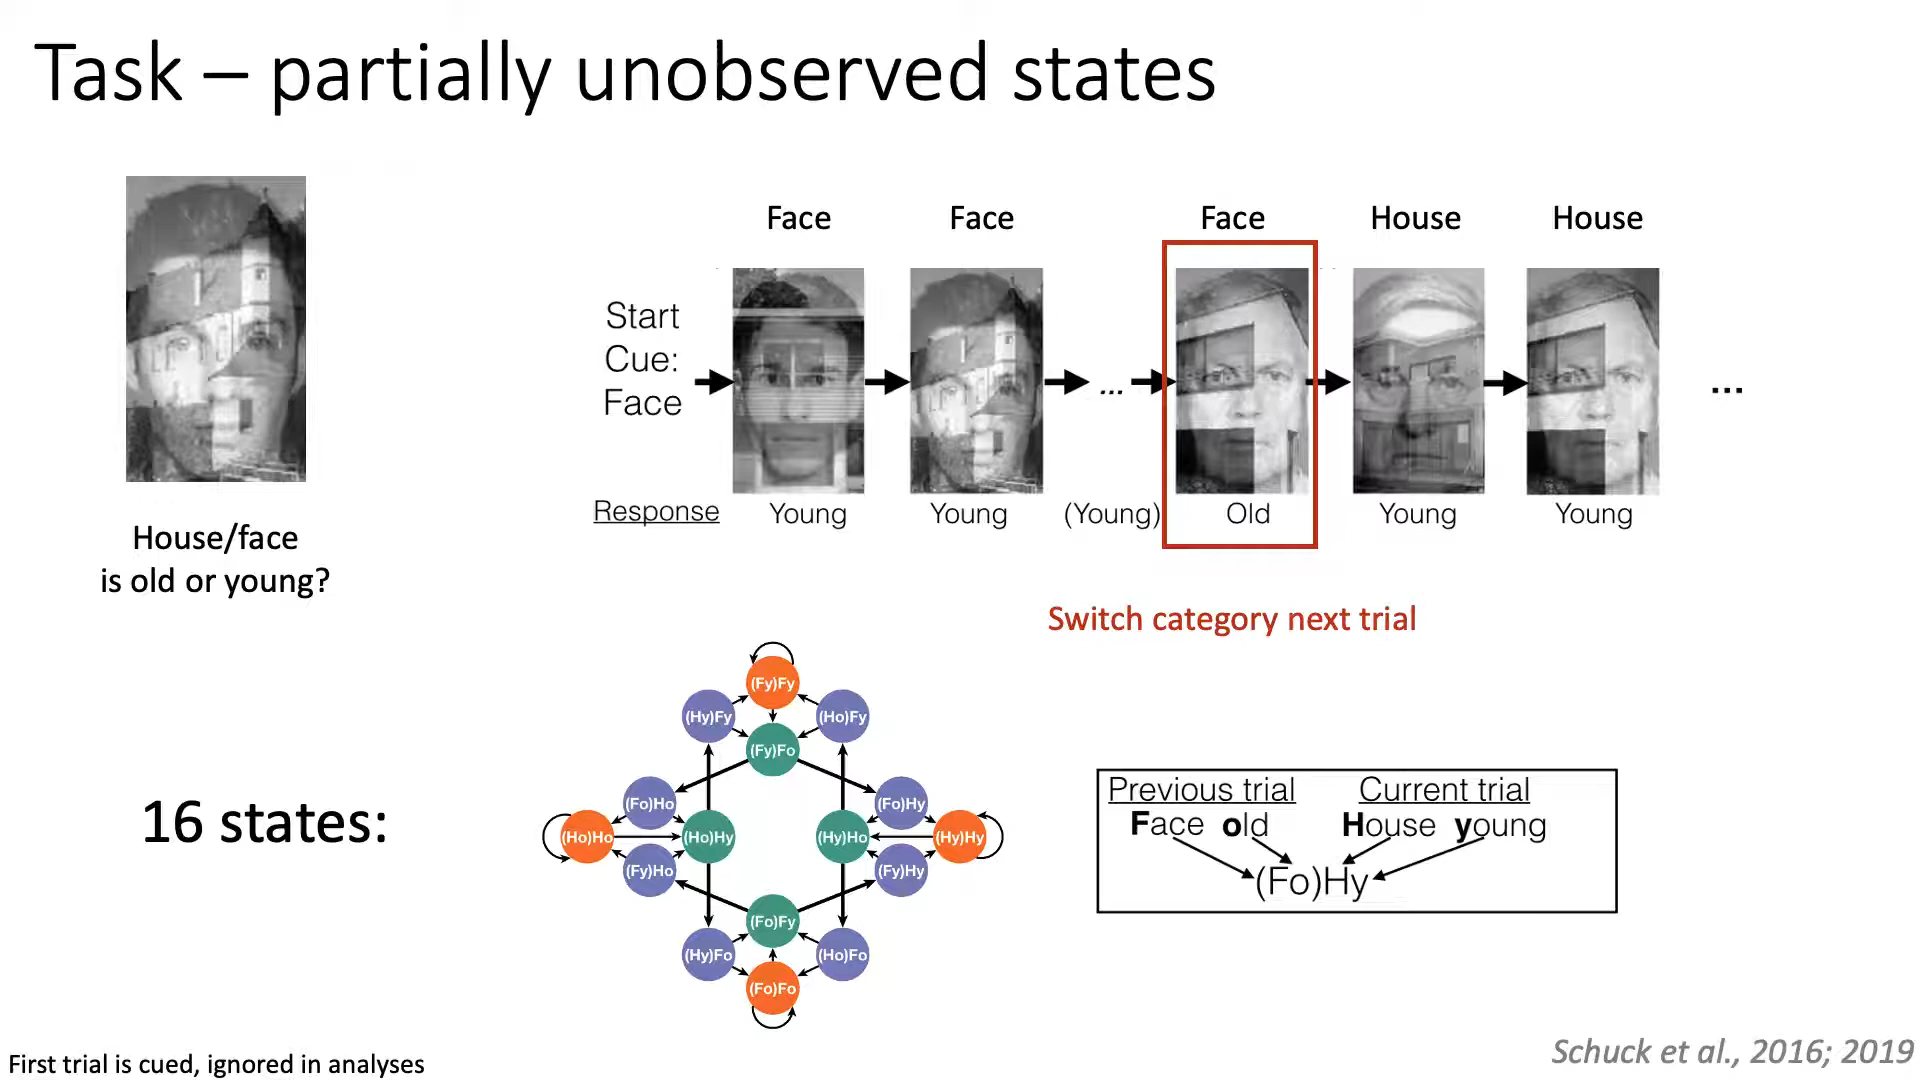 Task – partially unobserved states
House/face
is old or young?
Face Face Face House House
Start
Cue:
Face
...
...
Response Young Young (Young) Old Young Young
Switch category next trial
16 states:
(Fy)Fy
(Hy)Fy (Ho)Fy
(Fy)Fo
(Fo)Ho (Fo)Hy
(Ho)Ho (Ho)Hy (Hy)Ho (Hy)Hy
(Fy)Ho (Fy)Hy
(Fo)Fy
(Hy)Fo (Ho)Fo
(Fo)Fo
Previous trial Current trial
Face old House young
(Fo)Hy
First trial is cued, ignored in analyses
Schuck et al., 2016; 2019